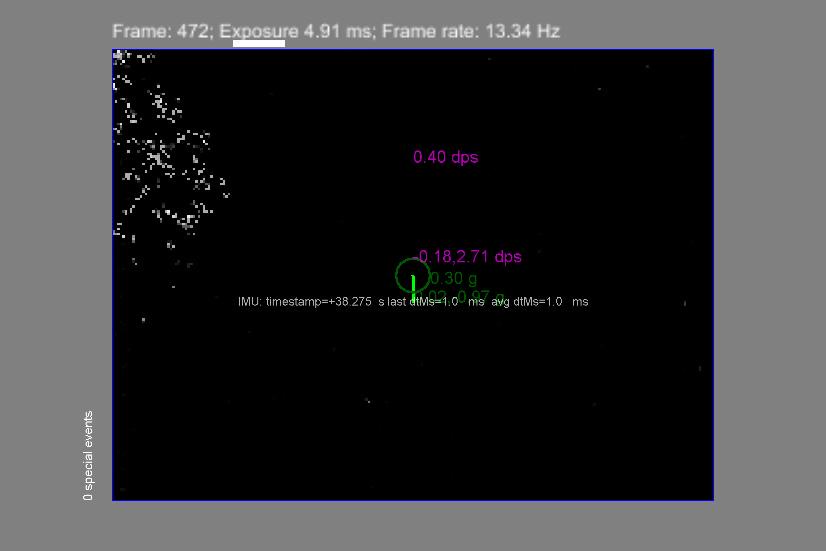 Frame: 472; Exposure 4.91 ms; Frame rate: 13.34 Hz
0.40 dps
-0.18,2.71 dps
0.30 g
IMU: timestamp=+38.275 s last dtMs=1.0 ms avg dtMs=1.0 ms
0 special events